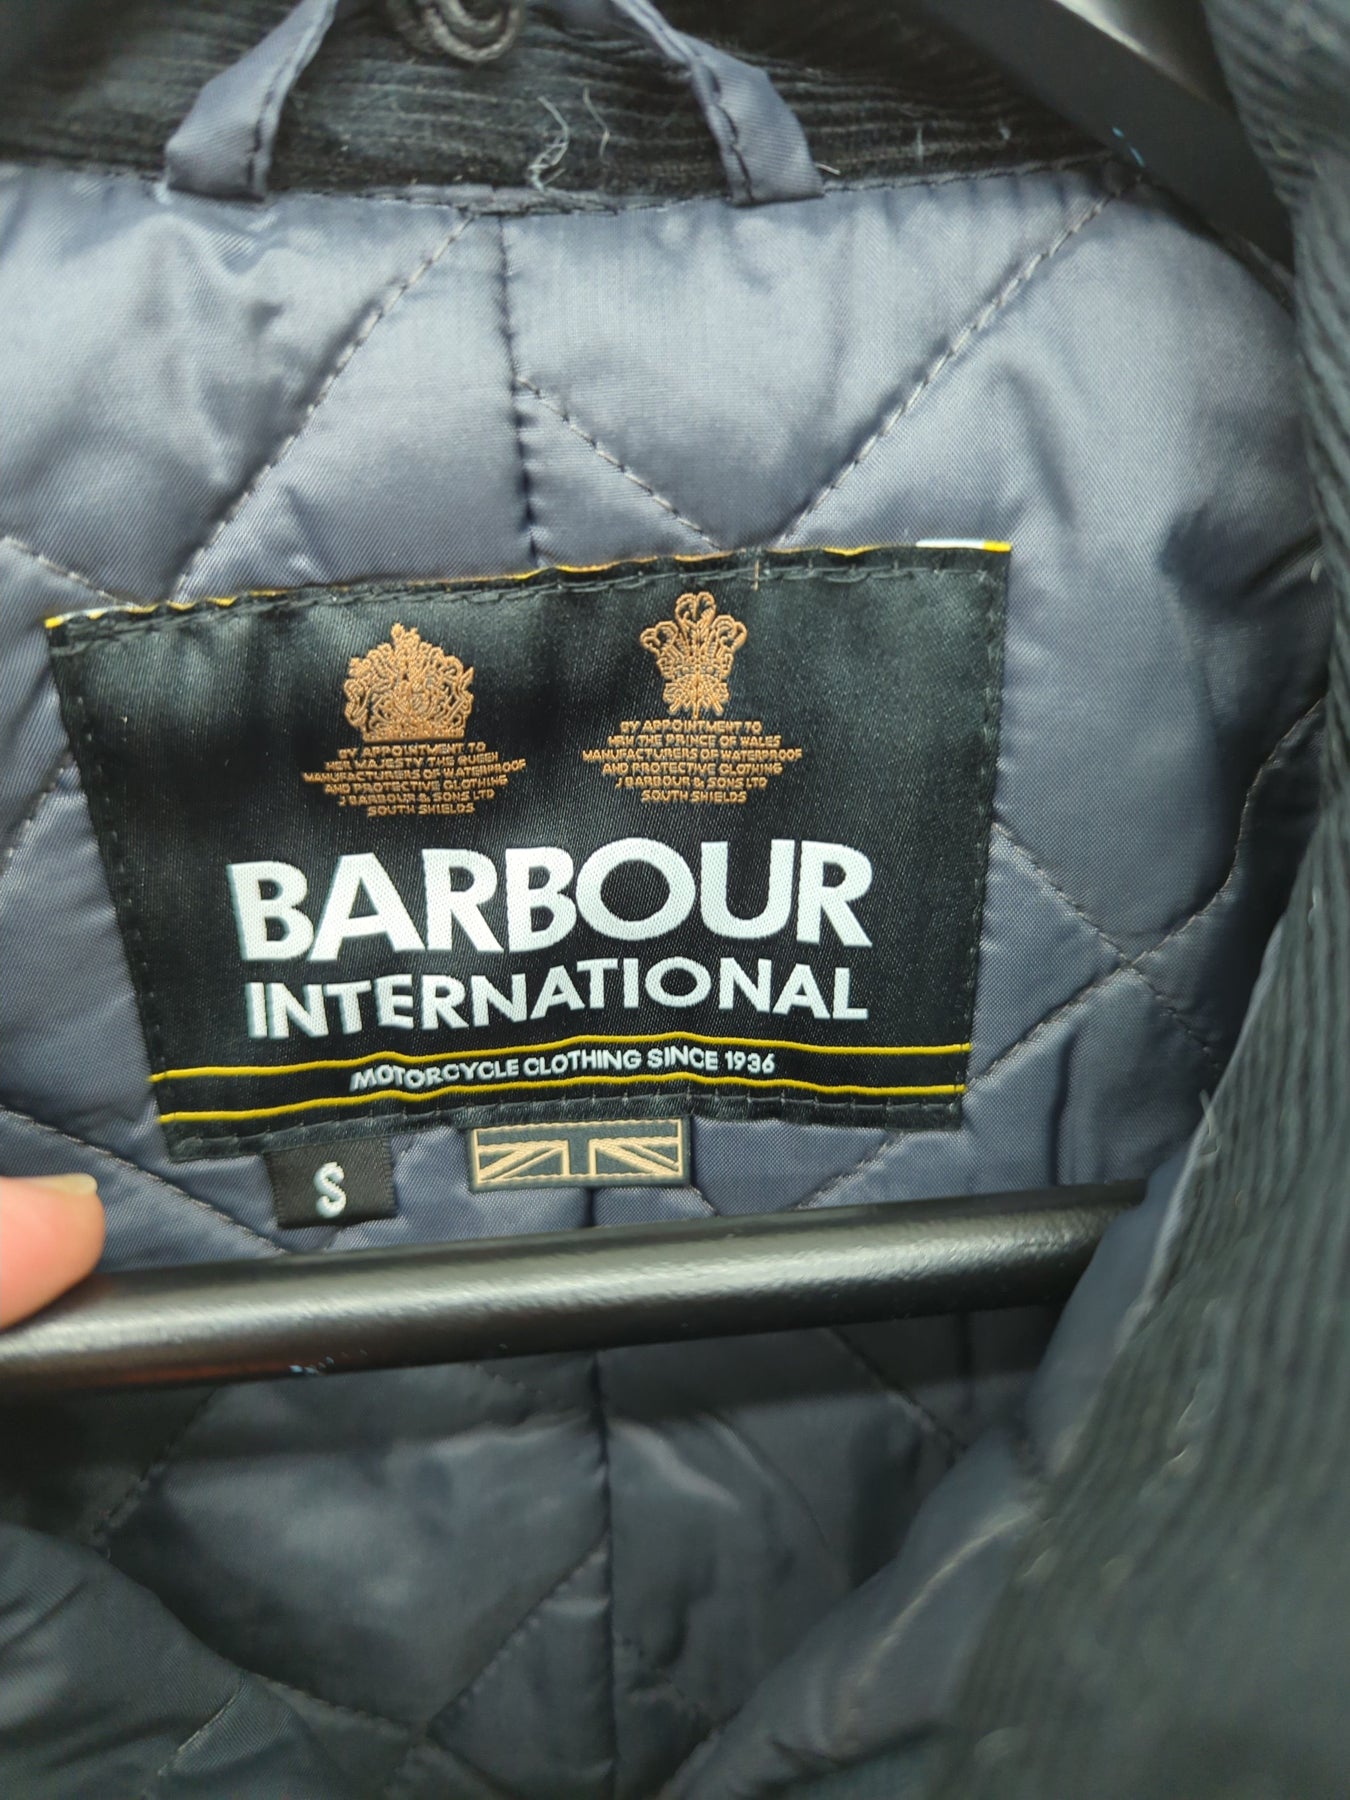 BY APPOINTMENT TO
HER MAJESTY THE QUEEN
MANUFACTURERS OF WATERPROOF
AND PROTECTIVE CLOTHING
J BARBOUR & SONS LTD
SOUTH SHIELDS
BY APPOINTMENT TO
HRH THE PRINCE OF WALES
MANUFACTURERS OF WATERPROOF
AND PROTECTIVE CLOTHING
J BARBOUR & SONS LTD
SOUTH SHIELDS
BARBOUR
INTERNATIONAL
MOTORCYCLE CLOTHING SINCE 1936
S